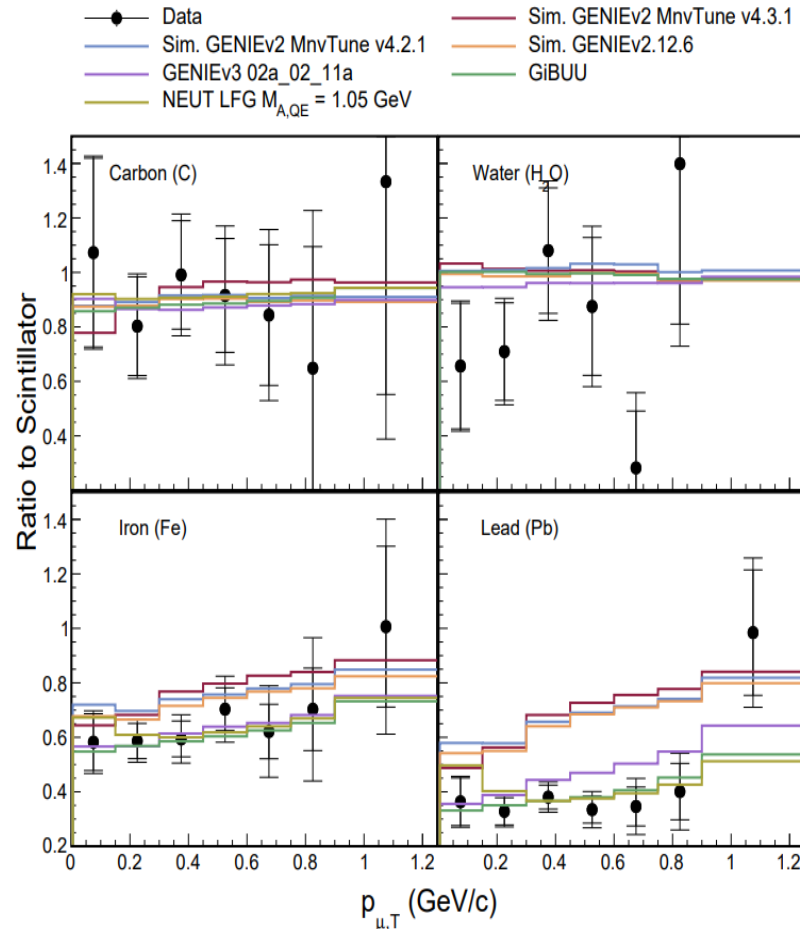 Data
Sim. GENIEv2 MnvTune v4.3.1
Sim. GENIEv2 MnvTune v4.2.1
Sim. GENIEv2.12.6
GENIEv3 02a_02_11a
GiBUU
NEUT LFG M_A,QE = 1.05 GeV
Ratio to Scintillator
1.4
Carbon (C)
Water (H2O)
1.2
1
0.8
0.6
0.4
1.4
Iron (Fe)
Lead (Pb)
1.2
1
0.8
0.6
0.4
0.2
0 0.2 0.4 0.6 0.8 1 1.2 0.2 0.4 0.6 0.8 1 1.2
p_μ,T (GeV/c)